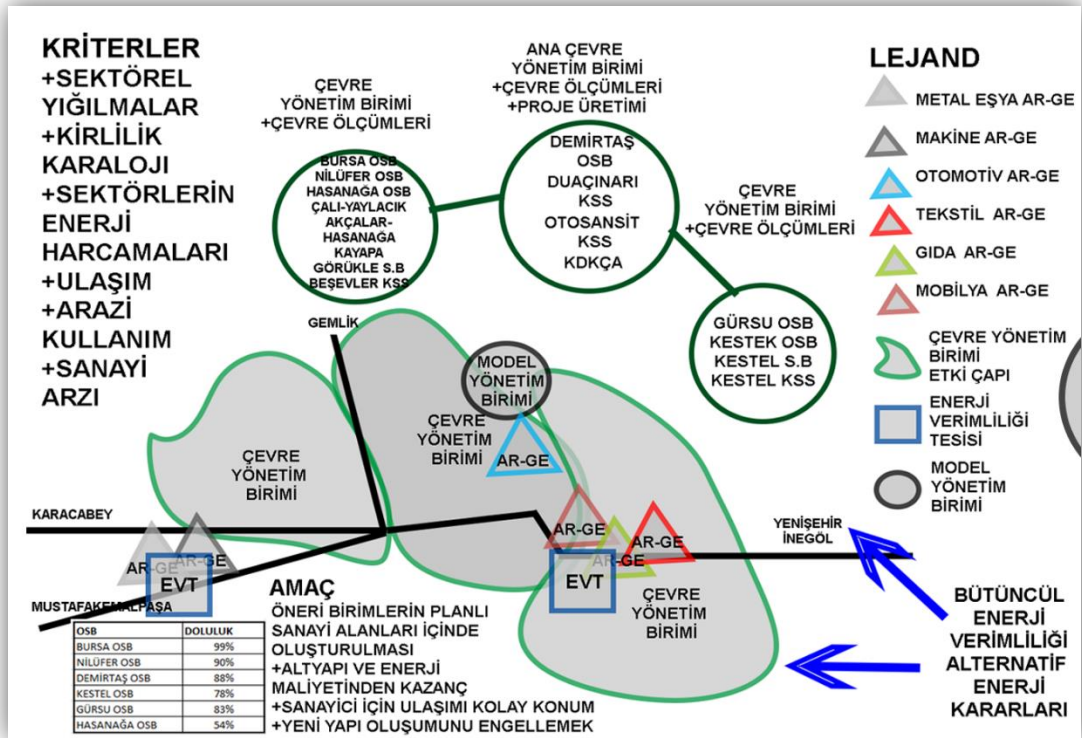 KRİTERLER
+SEKTÖREL
YIĞILMALAR
+KİRLİLİK
KARALOJI
+SEKTÖRLERİN
ENERJİ
HARCAMALARI
+ULAŞIM
+ARAZİ
KULLANIM
+SANAYİ
ARZI
ÇEVRE
YÖNETİM BİRİMİ
+ÇEVRE ÖLÇÜMLERİ
BURSA OSB
NİLÜFER OSB
HASANAĞA OSB
ÇALI-YAYLACIK
AKÇALAR-
HASANAĞA
KAYAPA
GÖRÜKLE S.B
BEŞEVLER KSS
ANA ÇEVRE
YÖNETİM BİRİMİ
+ÇEVRE ÖLÇÜMLERİ
+PROJE ÜRETİMİ
DEMİRTAŞ
OSB
DUAÇINARI
KSS
OTOSANSİT
KSS
KDKÇA
ÇEVRE
YÖNETİM BİRİMİ
+ÇEVRE ÖLÇÜMLERİ
GÜRSU OSB
KESTEK OSB
KESTEL S.B
KESTEL KSS
LEJAND
METAL EŞYA AR-GE
MAKİNE AR-GE
OTOMOTİV AR-GE
TEKSTİL AR-GE
GIDA AR-GE
MOBİLYA AR-GE
ÇEVRE YÖNETİM
BİRİMİ
ETKİ ÇAPI
ENERJİ
VERİMLİLİĞİ
TESİSİ
MODEL
YÖNETİM
BİRİMİ
GEMLİK
MODEL
YÖNETİM
BİRİMİ
ÇEVRE
YÖNETİM
BİRİMİ
AR-GE
ÇEVRE
YÖNETİM
BİRİMİ
KARACABEY
AR-GE
AR-GE
EVT
MUSTAFAKEMALPAŞA
AR-GE
AR-GE
AR-GE
EVT
ÇEVRE
YÖNETİM
BİRİMİ
YENİŞEHİR
İNEGÖL
BÜTÜNCÜL
ENERJİ
VERİMLİLİĞİ
ALTERNATİF
ENERJİ
KARARLARI
AMAÇ
ÖNERİ BİRİMLERİN PLANLI
SANAYİ ALANLARI İÇİNDE
OLUŞTURULMASI
+ALTYAPI VE ENERJİ
MALİYETİNDEN KAZANÇ
+SANAYİCİ İÇİN ULAŞIMI KOLAY KONUM
+YENİ YAPI OLUŞUMUNU ENGELLEMEK
OSB DOLULUK
BURSA OSB 99%
NİLÜFER OSB 90%
DEMİRTAŞ OSB 88%
KESTEL OSB 78%
GÜRSU OSB 83%
HASANAĞA OSB 54%